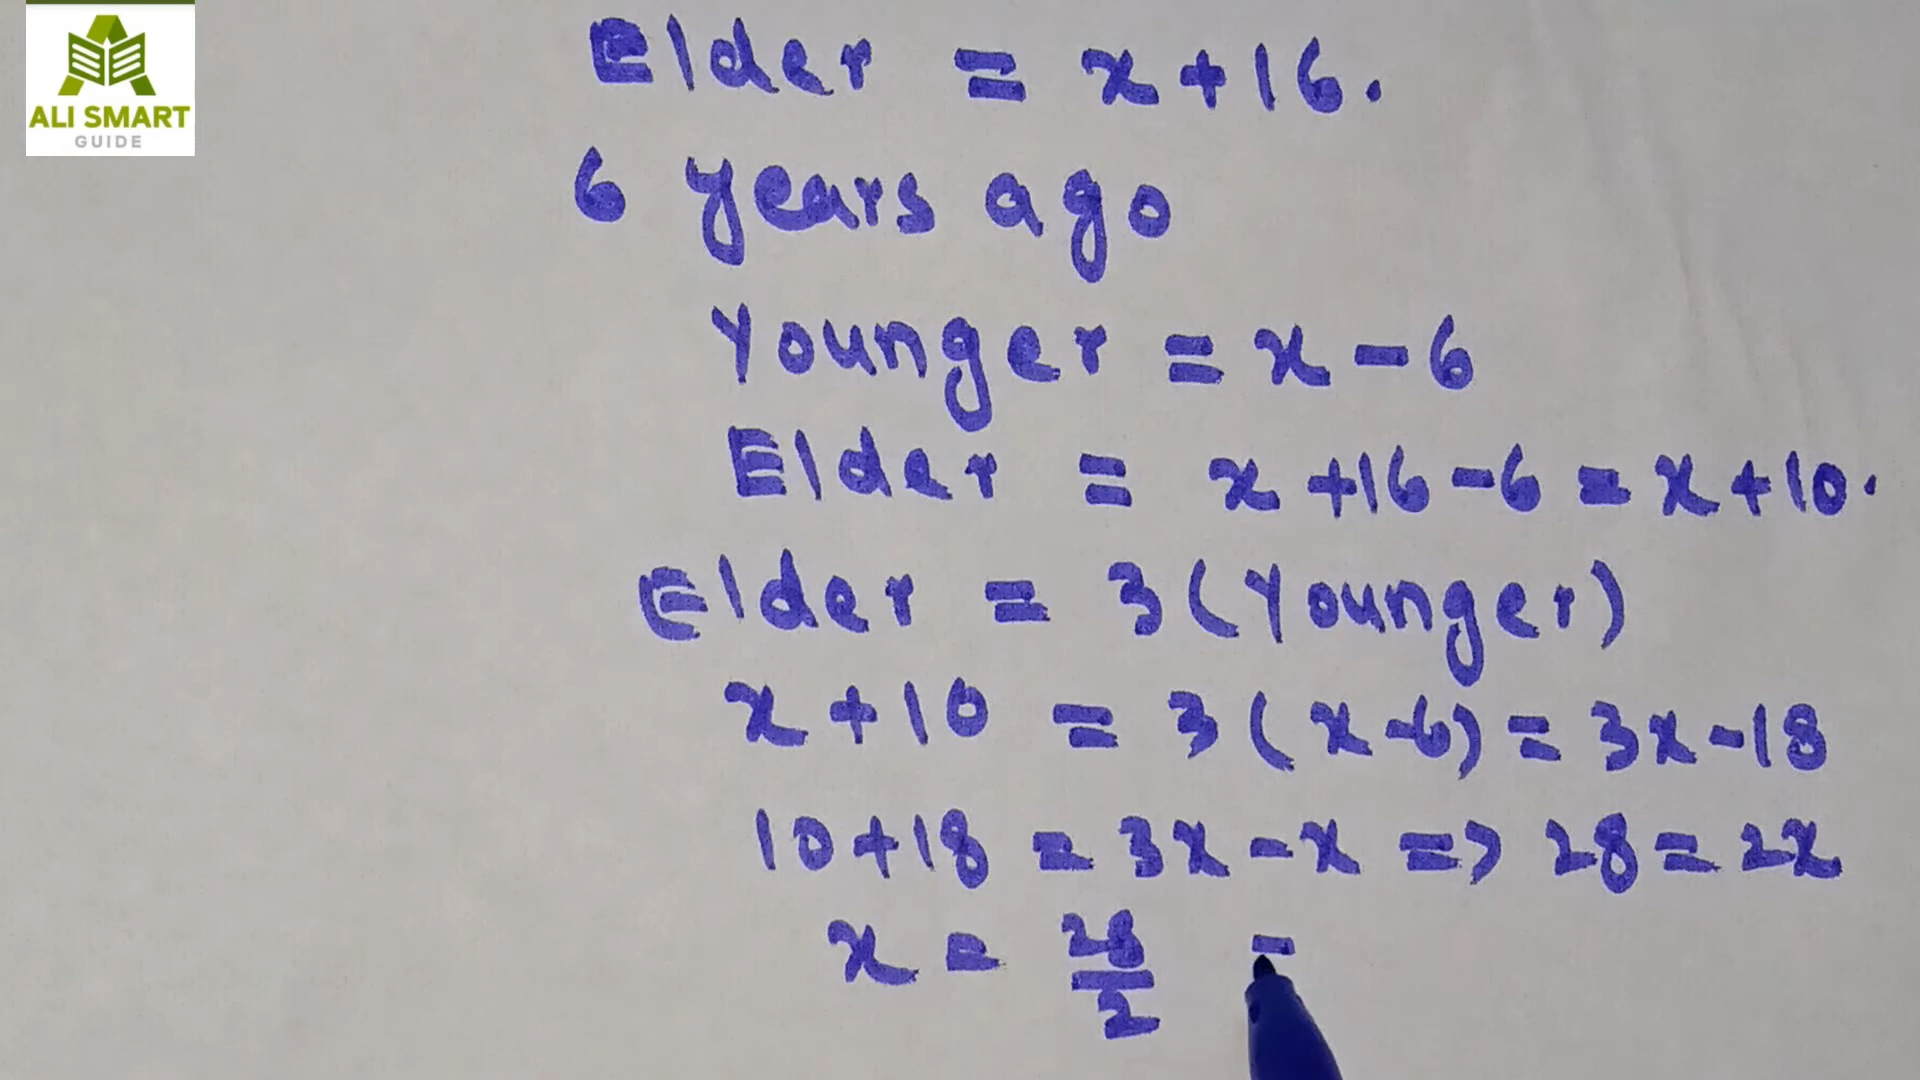 ALI SMART
GUIDE
Elder = x+16.
6 years ago
Younger = x-6
Elder = x+16-6 = x+10.
Elder = 3(Younger)
x+10 = 3(x-6) = 3x-18
10+18 = 3x-x => 28=2x
x = 28/2 =